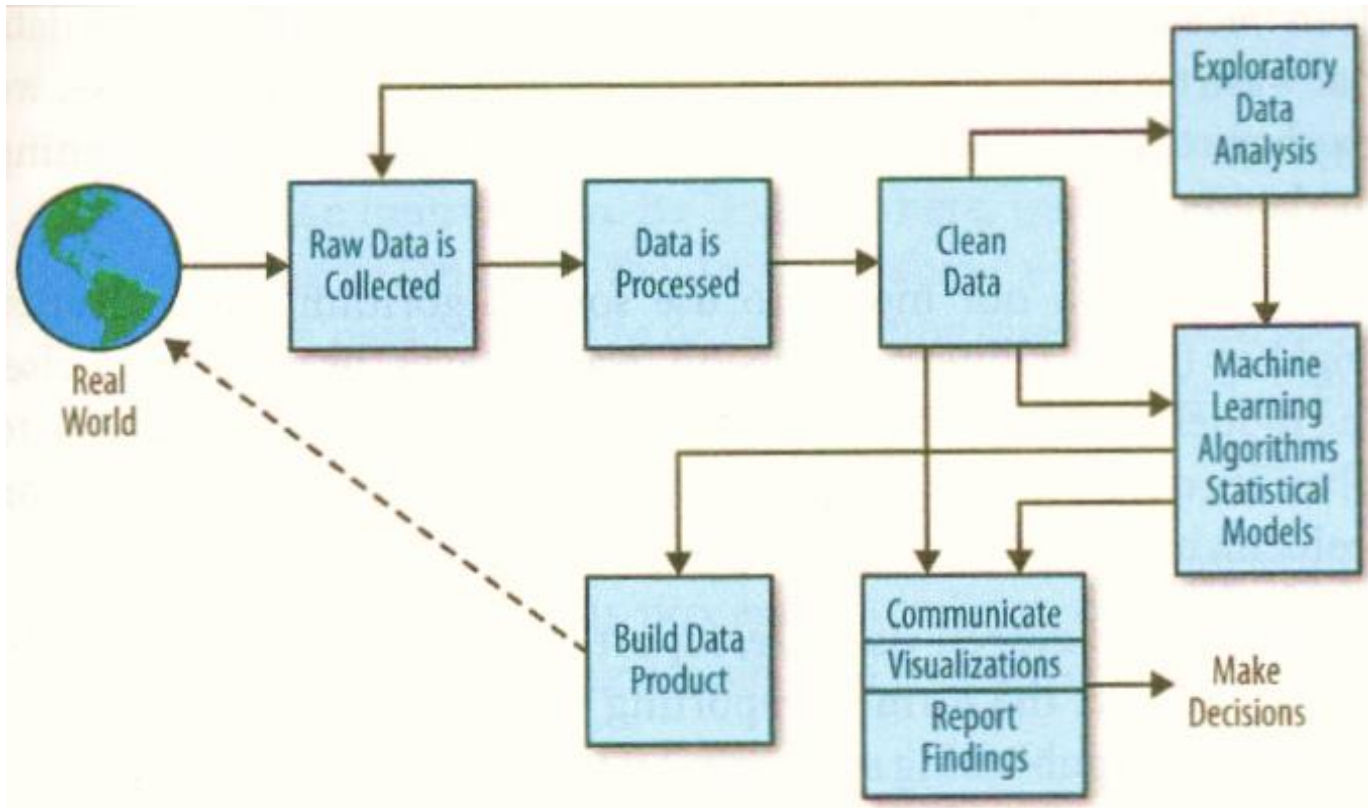 Exploratory
Data
Analysis
Raw Data is
Collected
Data is
Processed
Clean
Data
Real
World
Machine
Learning
Algorithms
Statistical
Models
Build Data
Product
Communicate
Visualizations
Report
Findings
Make
Decisions